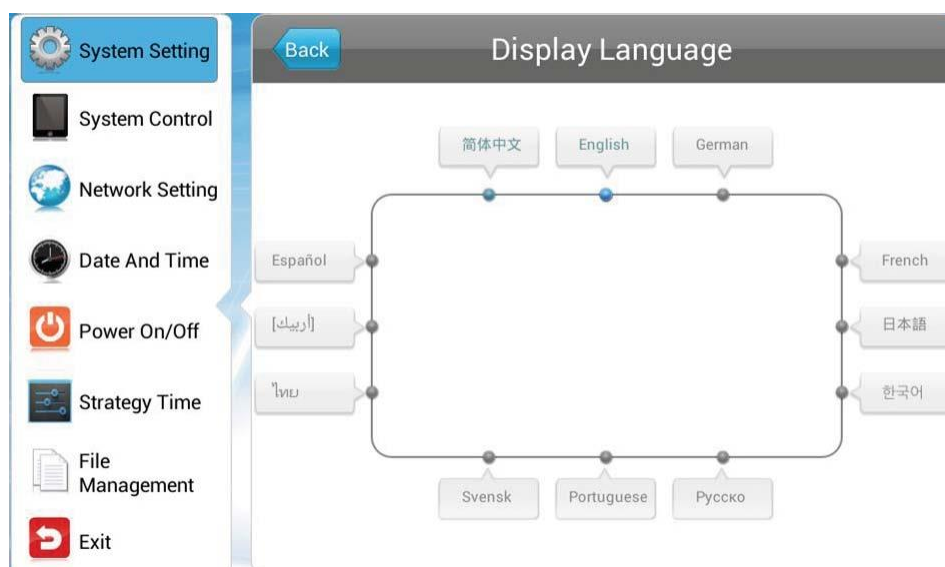 System Setting
System Control
Network Setting
Date And Time
Power On/Off
Strategy Time
File
Management
Exit
Back
Display Language
简体中文
English
German
Español
[أربيك]
ไทย
French
日本語
한국어
Svensk
Portuguese
Русско